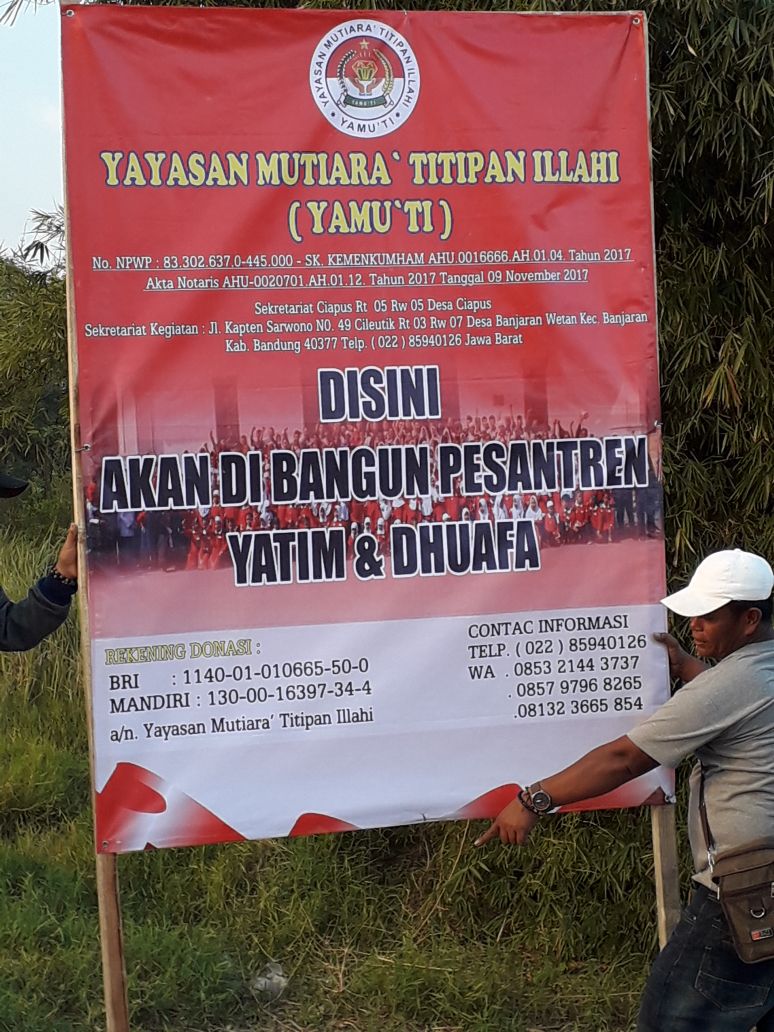 YAYASAN MUTIARA' TITIPAN ILLAHI
YAMU'TI
• YAMU'TI •
YAYASAN MUTIARA` TITIPAN ILLAHI
( YAMU`TI )
No. NPWP : 83.302.637.0-445.000 - SK. KEMENKUMHAM AHU.0016666.AH.01.04. Tahun 2017
Akta Notaris AHU-0020701.AH.01.12. Tahun 2017 Tanggal 09 November 2017
Sekretariat Ciapus Rt 05 Rw 05 Desa Ciapus
Sekretariat Kegiatan : Jl. Kapten Sarwono NO. 49 Cileutik Rt 03 Rw 07 Desa Banjaran Wetan Kec. Banjaran
Kab. Bandung 40377 Telp. ( 022 ) 85940126 Jawa Barat
DISINI
AKAN DI BANGUN PESANTREN
YATIM & DHUAFA
REKENING DONASI :
BRI : 1140-01-010665-50-0
MANDIRI : 130-00-16397-34-4
a/n. Yayasan Mutiara' Titipan Illahi
CONTAC INFORMASI
TELP. ( 022 ) 85940126
WA . 0853 2144 3737
. 0857 9796 8265
.08132 3665 854